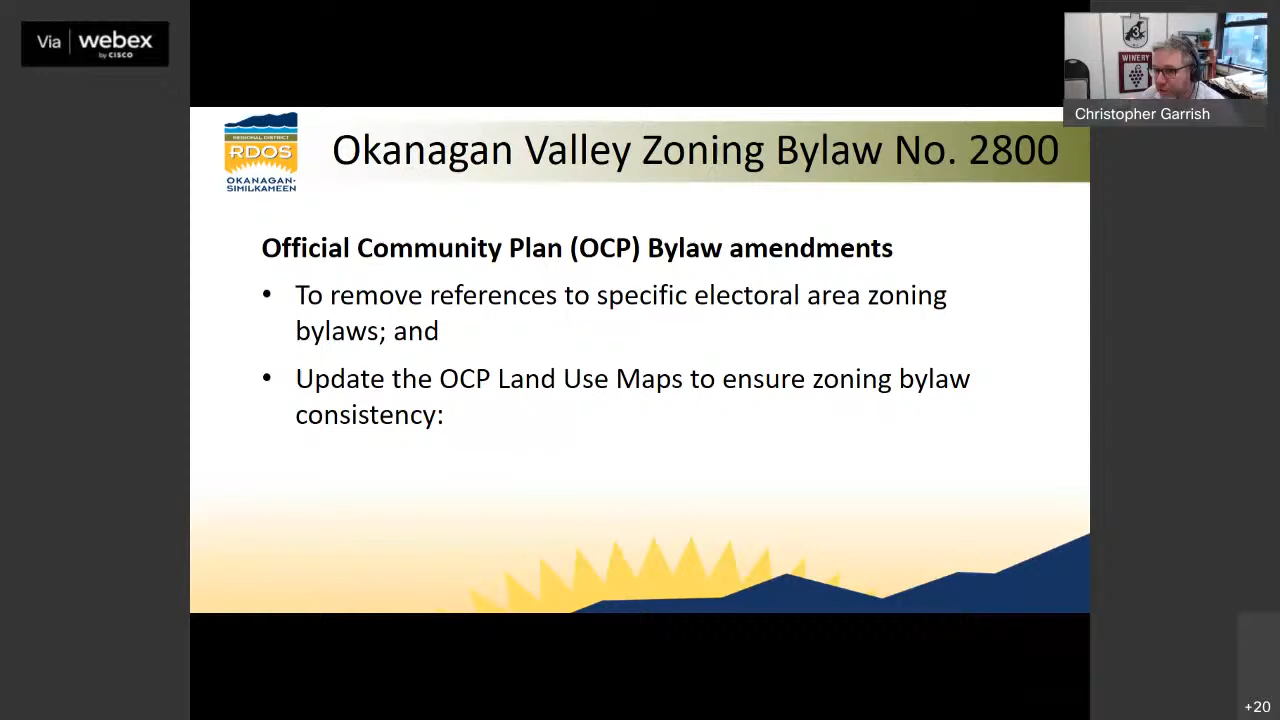 Via webex
by CISCO
3
WINERY
Christopher Garrish
REGIONAL DISTRICT
RDOS
OKANAGAN-
SIMILKAMEEN
Okanagan Valley Zoning Bylaw No. 2800
Official Community Plan (OCP) Bylaw amendments
• To remove references to specific electoral area zoning
bylaws; and
• Update the OCP Land Use Maps to ensure zoning bylaw
consistency:
+20